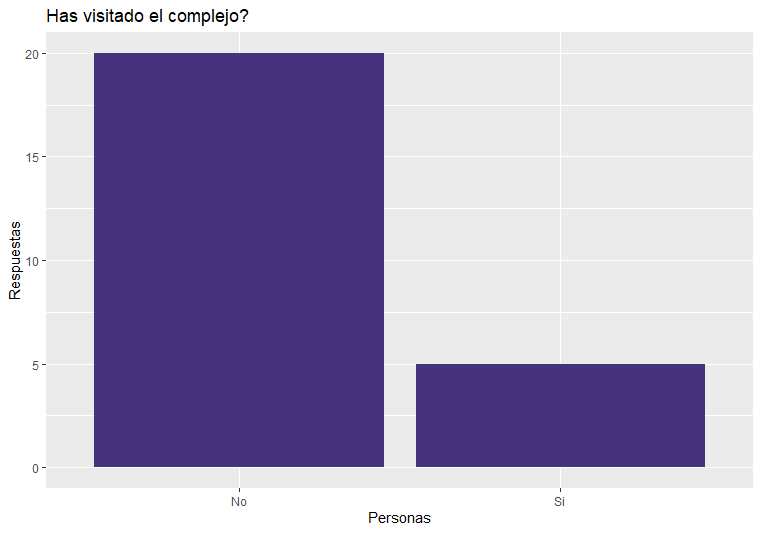 Has visitado el complejo?
20
15
10
5
0
Respuestas
No
Si
Personas